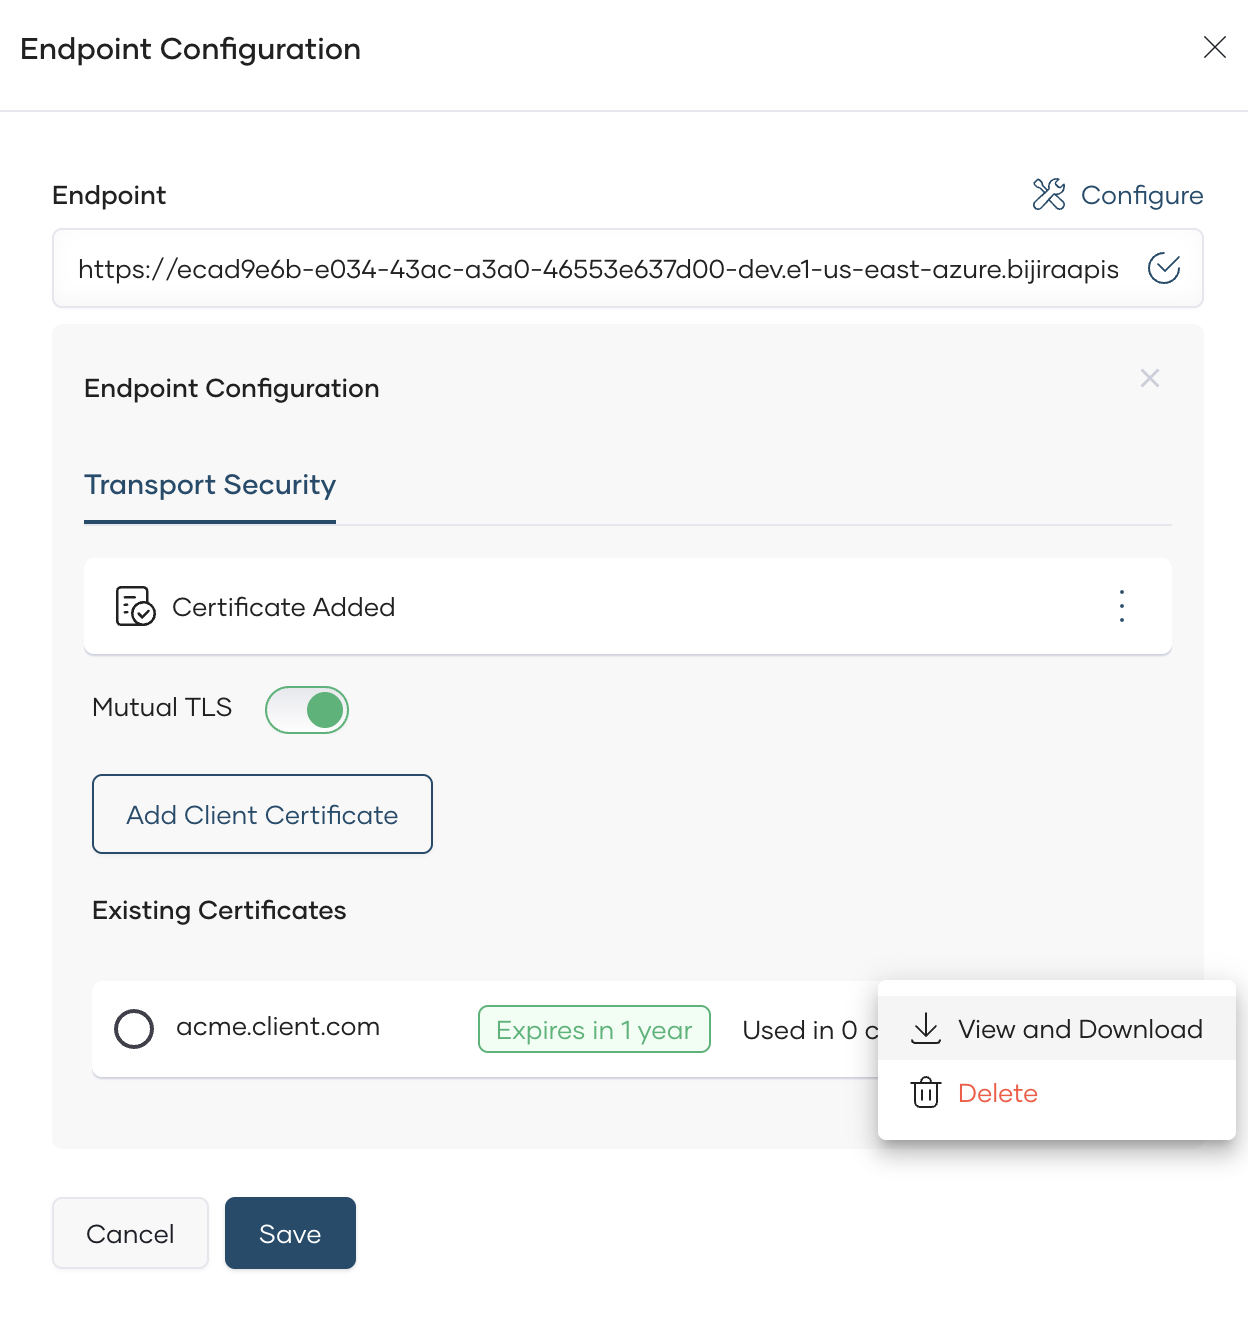 Endpoint Configuration
Endpoint
Configure
https://ecad9e6b-e034-43ac-a3a0-46553e637d00-dev.e1-us-east-azure.bijiraapis
Endpoint Configuration
Transport Security
Certificate Added
Mutual TLS
Add Client Certificate
Existing Certificates
acme.client.com
Expires in 1 year
Used in 0 c
View and Download
Delete
Cancel
Save